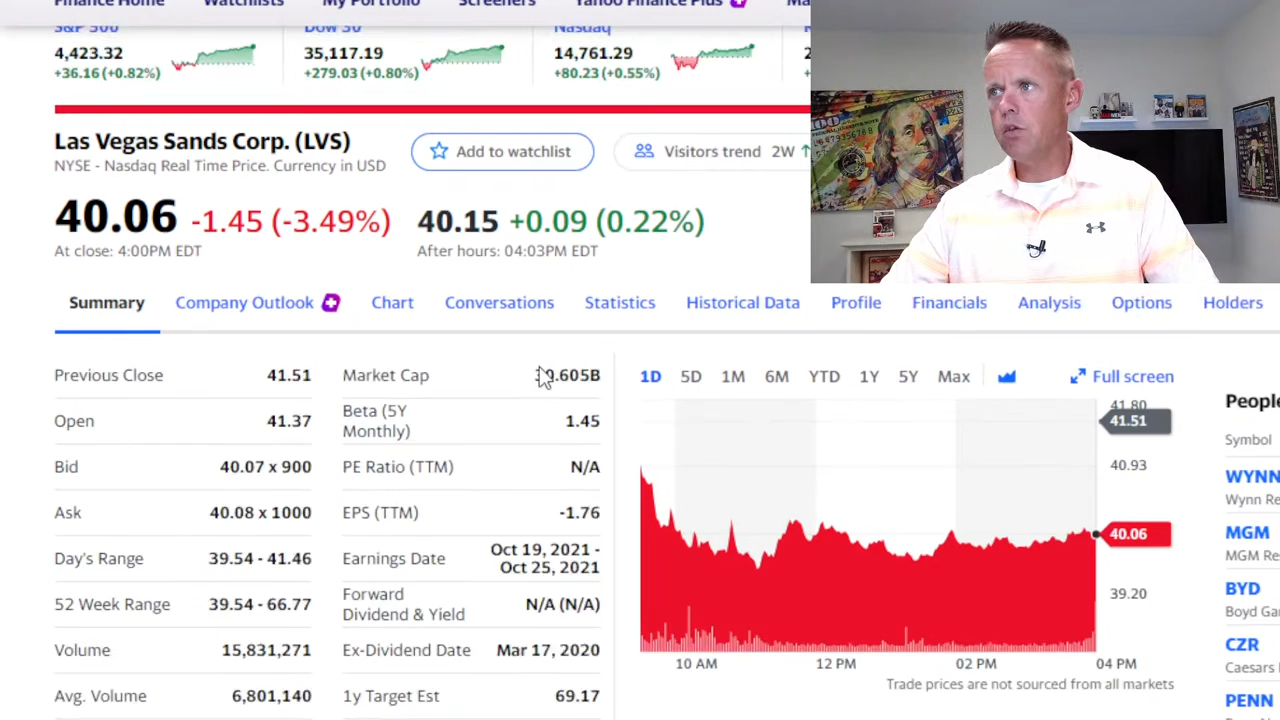 Finance Home Watchlists My Portfolio Screeners Yahoo Finance Plus
S&P 500 Dow 30 Nasdaq
4,423.32 35,117.19 14,761.29
+36.16 (+0.82%) +279.03 (+0.80%) +80.23 (+0.55%)
Las Vegas Sands Corp. (LVS) Add to watchlist Visitors trend 2W ↑
NYSE - Nasdaq Real Time Price. Currency in USD
40.06 -1.45 (-3.49%) 40.15 +0.09 (0.22%)
At close: 4:00PM EDT After hours: 04:03PM EDT
Summary Company Outlook Chart Conversations Statistics Historical Data Profile Financials Analysis Options Holders
Previous Close 41.51
Open 41.37
Bid 40.07 x 900
Ask 40.08 x 1000
Day's Range 39.54 - 41.46
52 Week Range 39.54 - 66.77
Volume 15,831,271
Avg. Volume 6,801,140
Market Cap
Beta (5Y
Monthly) 1.45
PE Ratio (TTM) N/A
EPS (TTM) -1.76
Earnings Date Oct 19, 2021 -
Oct 25, 2021
Forward
Dividend & Yield N/A (N/A)
Ex-Dividend Date Mar 17, 2020
1y Target Est 69.17
1D 5D 1M 6M YTD 1Y 5Y Max Full screen
41.80
41.51
40.93
40.06
39.20
10 AM 12 PM 02 PM 04 PM
Trade prices are not sourced from all markets
Symbol
WYNN
MGM
BYD
CZR
PENN